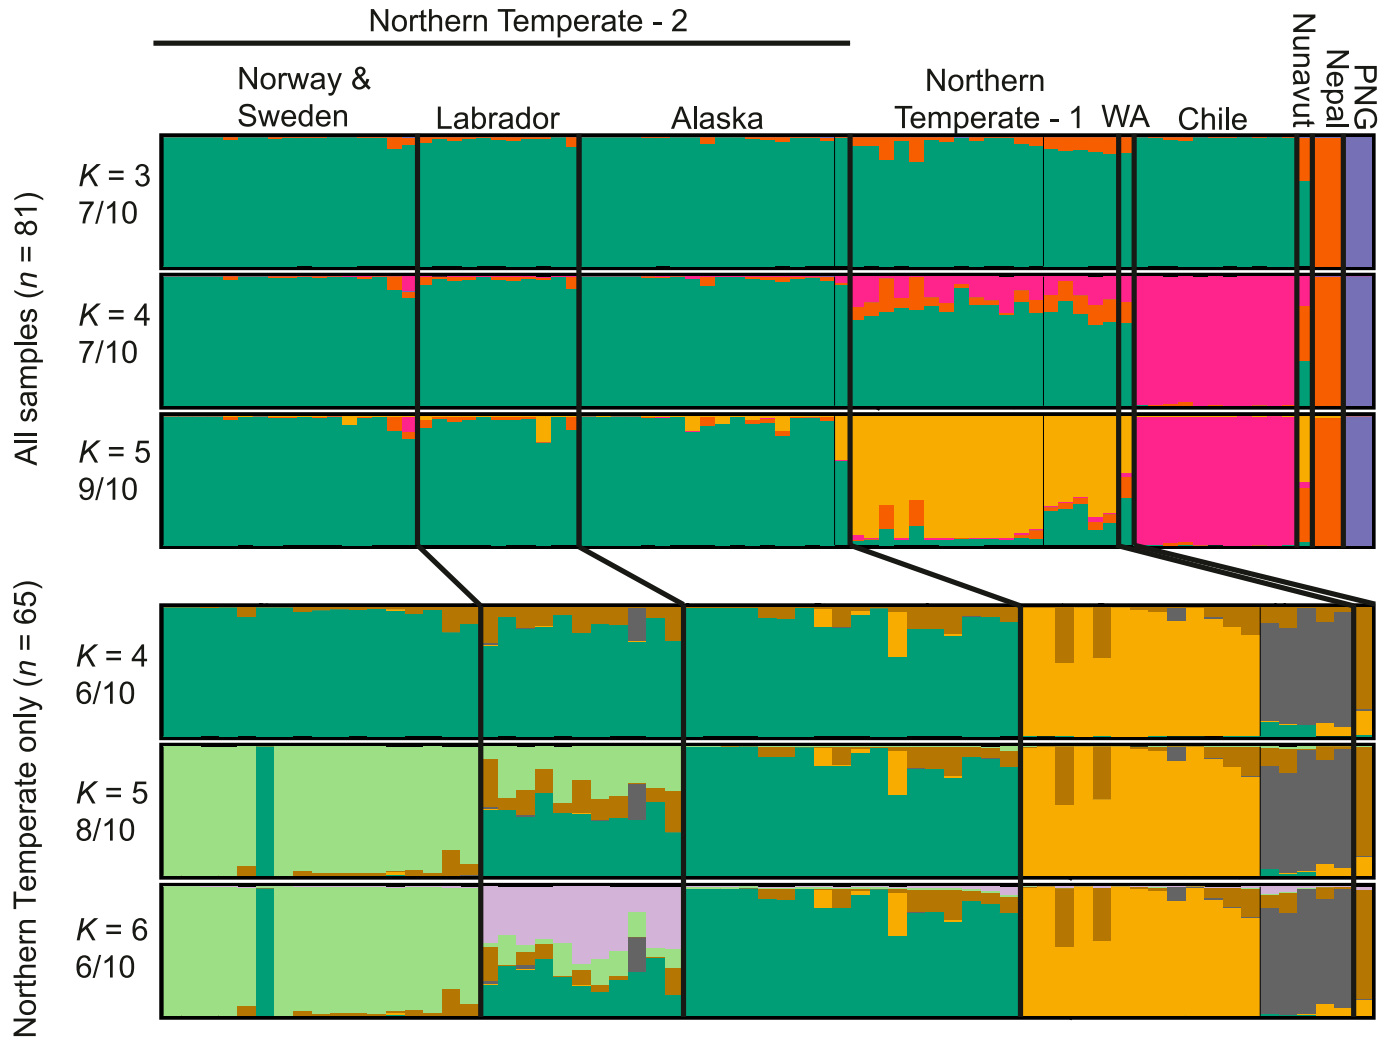 Northern Temperate - 2
Norway &
Sweden
Labrador
Alaska
Northern
Temperate - 1
WA
Chile
Nunavut
Nepal
PNG
All samples (n = 81)
K = 3
7/10
K = 4
7/10
K = 5
9/10
Northern Temperate only (n = 65)
K = 4
6/10
K = 5
8/10
K = 6
6/10